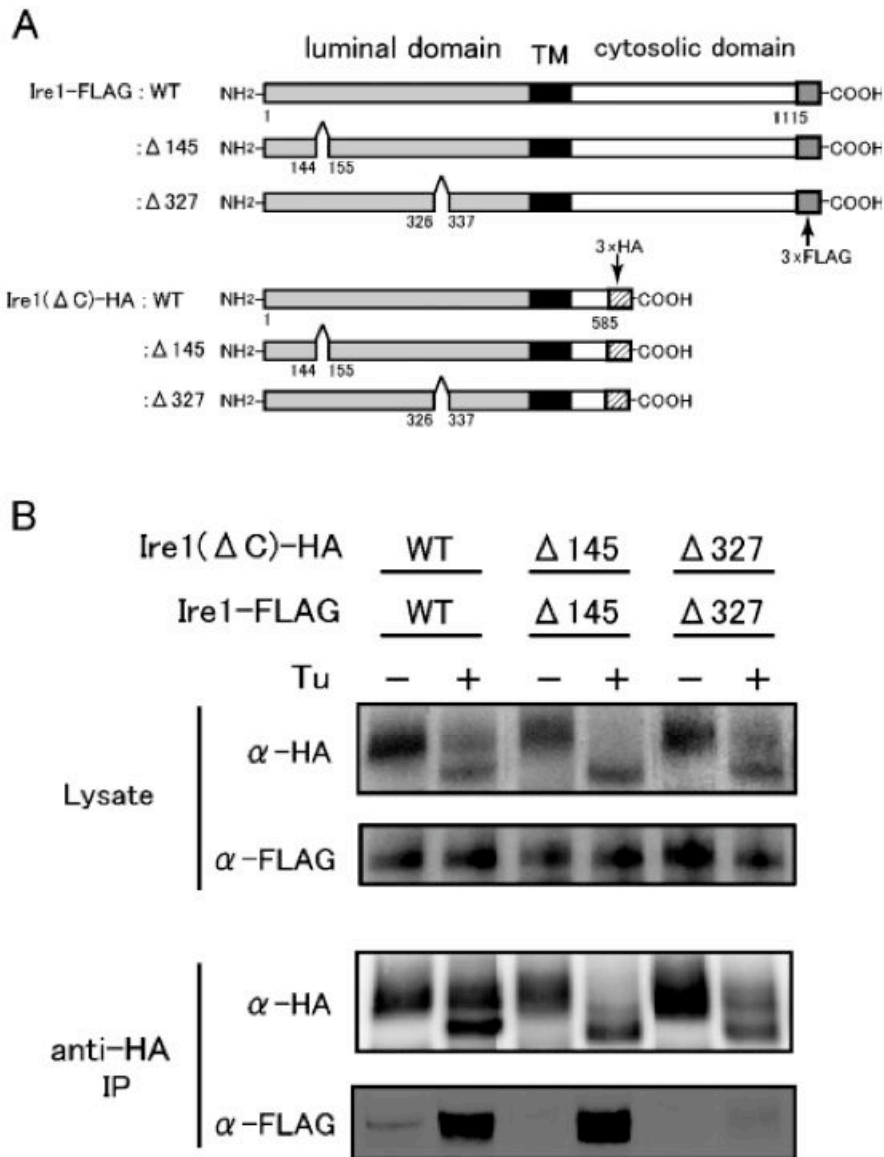 A
luminal domain TM cytosolic domain
Ire1-FLAG : WT NH2- -COOH
1 1115
:Δ145 NH2- -COOH
144 155
:Δ327 NH2- -COOH
326 337
3×HA 3×FLAG
Ire1(ΔC)-HA : WT NH2- -COOH
1 585
:Δ145 NH2- -COOH
144 155
:Δ327 NH2- -COOH
326 337
B
Ire1(ΔC)-HA WT Δ145 Δ327
Ire1-FLAG WT Δ145 Δ327
Tu − + − + − +
Lysate
α-HA
α-FLAG
anti-HA
IP
α-HA
α-FLAG